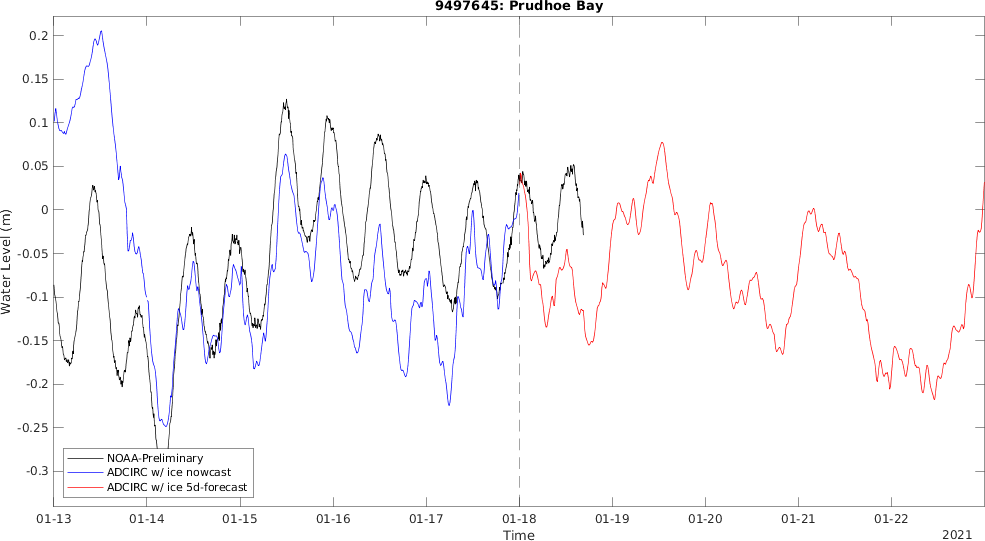 9497645: Prudhoe Bay
Water Level (m)
0.2
0.15
0.1
0.05
0
-0.05
-0.1
-0.15
-0.2
-0.25
-0.3
NOAA-Preliminary
ADCIRC w/ ice nowcast
ADCIRC w/ ice 5d-forecast
01-13 01-14 01-15 01-16 01-17 01-18 01-19 01-20 01-21 01-22
Time
2021